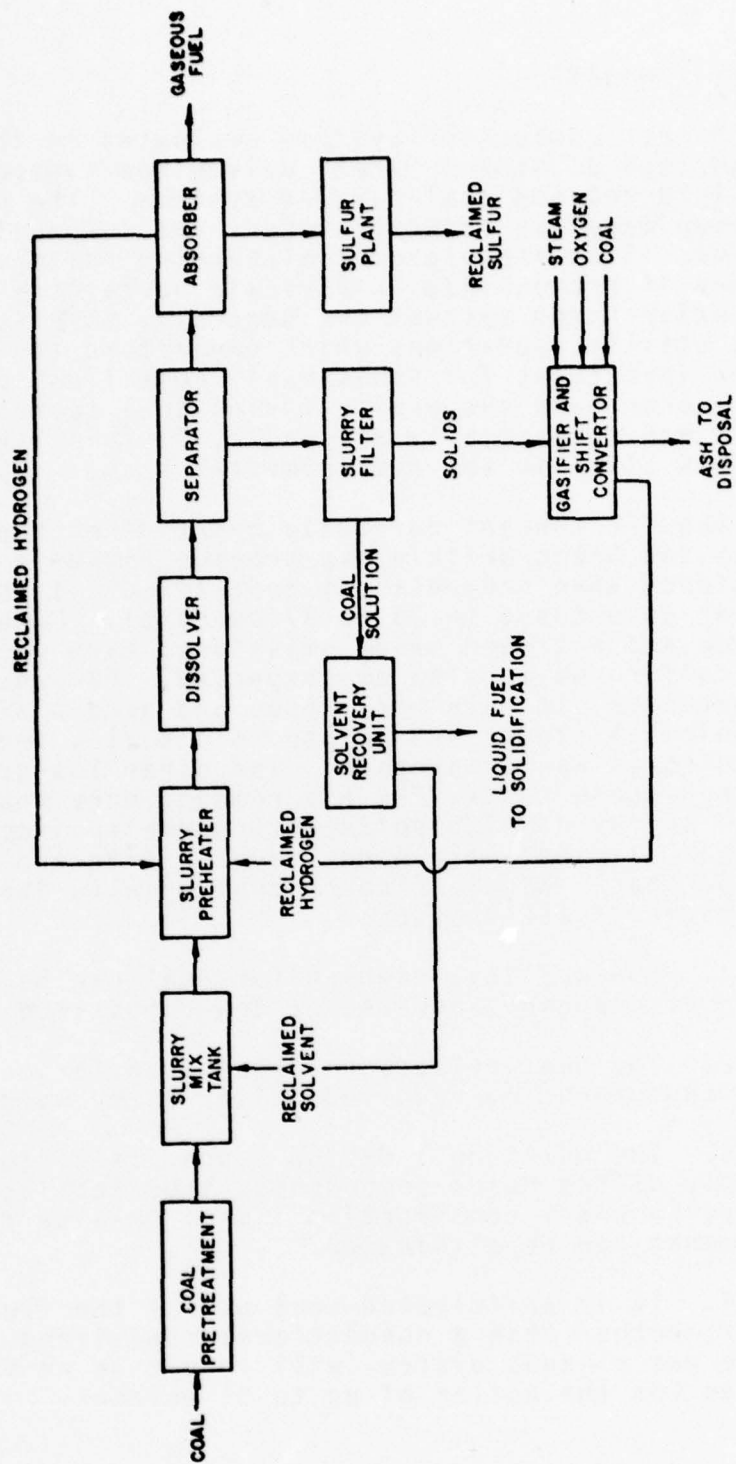 RECLAIMED HYDROGEN
COAL
COAL
PRETREATMENT
SLURRY
MIX
TANK
SLURRY
PREHEATER
DISSOLVER
SEPARATOR
ABSORBER
GASEOUS
FUEL
RECLAIMED
SOLVENT
RECLAIMED
HYDROGEN
SOLVENT
RECOVERY
UNIT
COAL
SOLUTION
SLURRY
FILTER
SULFUR
PLANT
LIQUID FUEL
TO SOLIDIFICATION
SOLIDS
RECLAIMED
SULFUR
STEAM
OXYGEN
COAL
GASIFIER AND
SHIFT
CONVERTOR
ASH TO
DISPOSAL